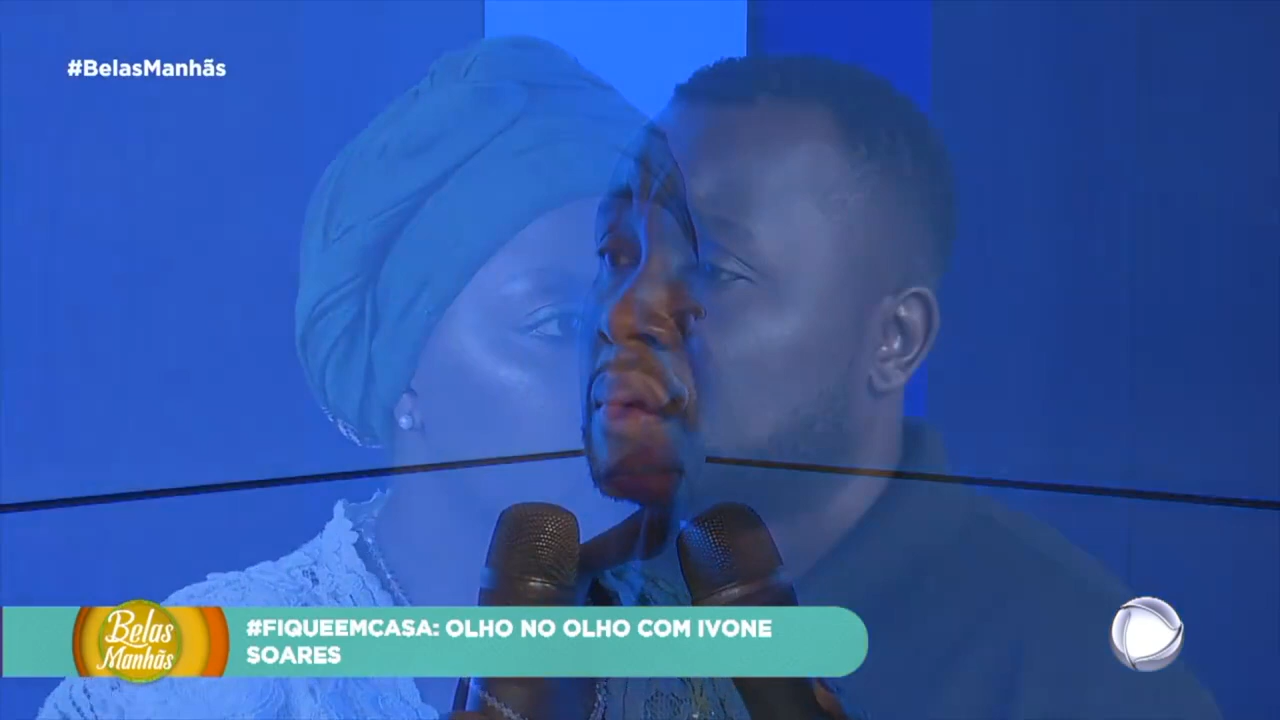 #BelasManhãs
Belas
Manhãs
#FIQUEEMCASA: OLHO NO OLHO COM IVONE
SOARES